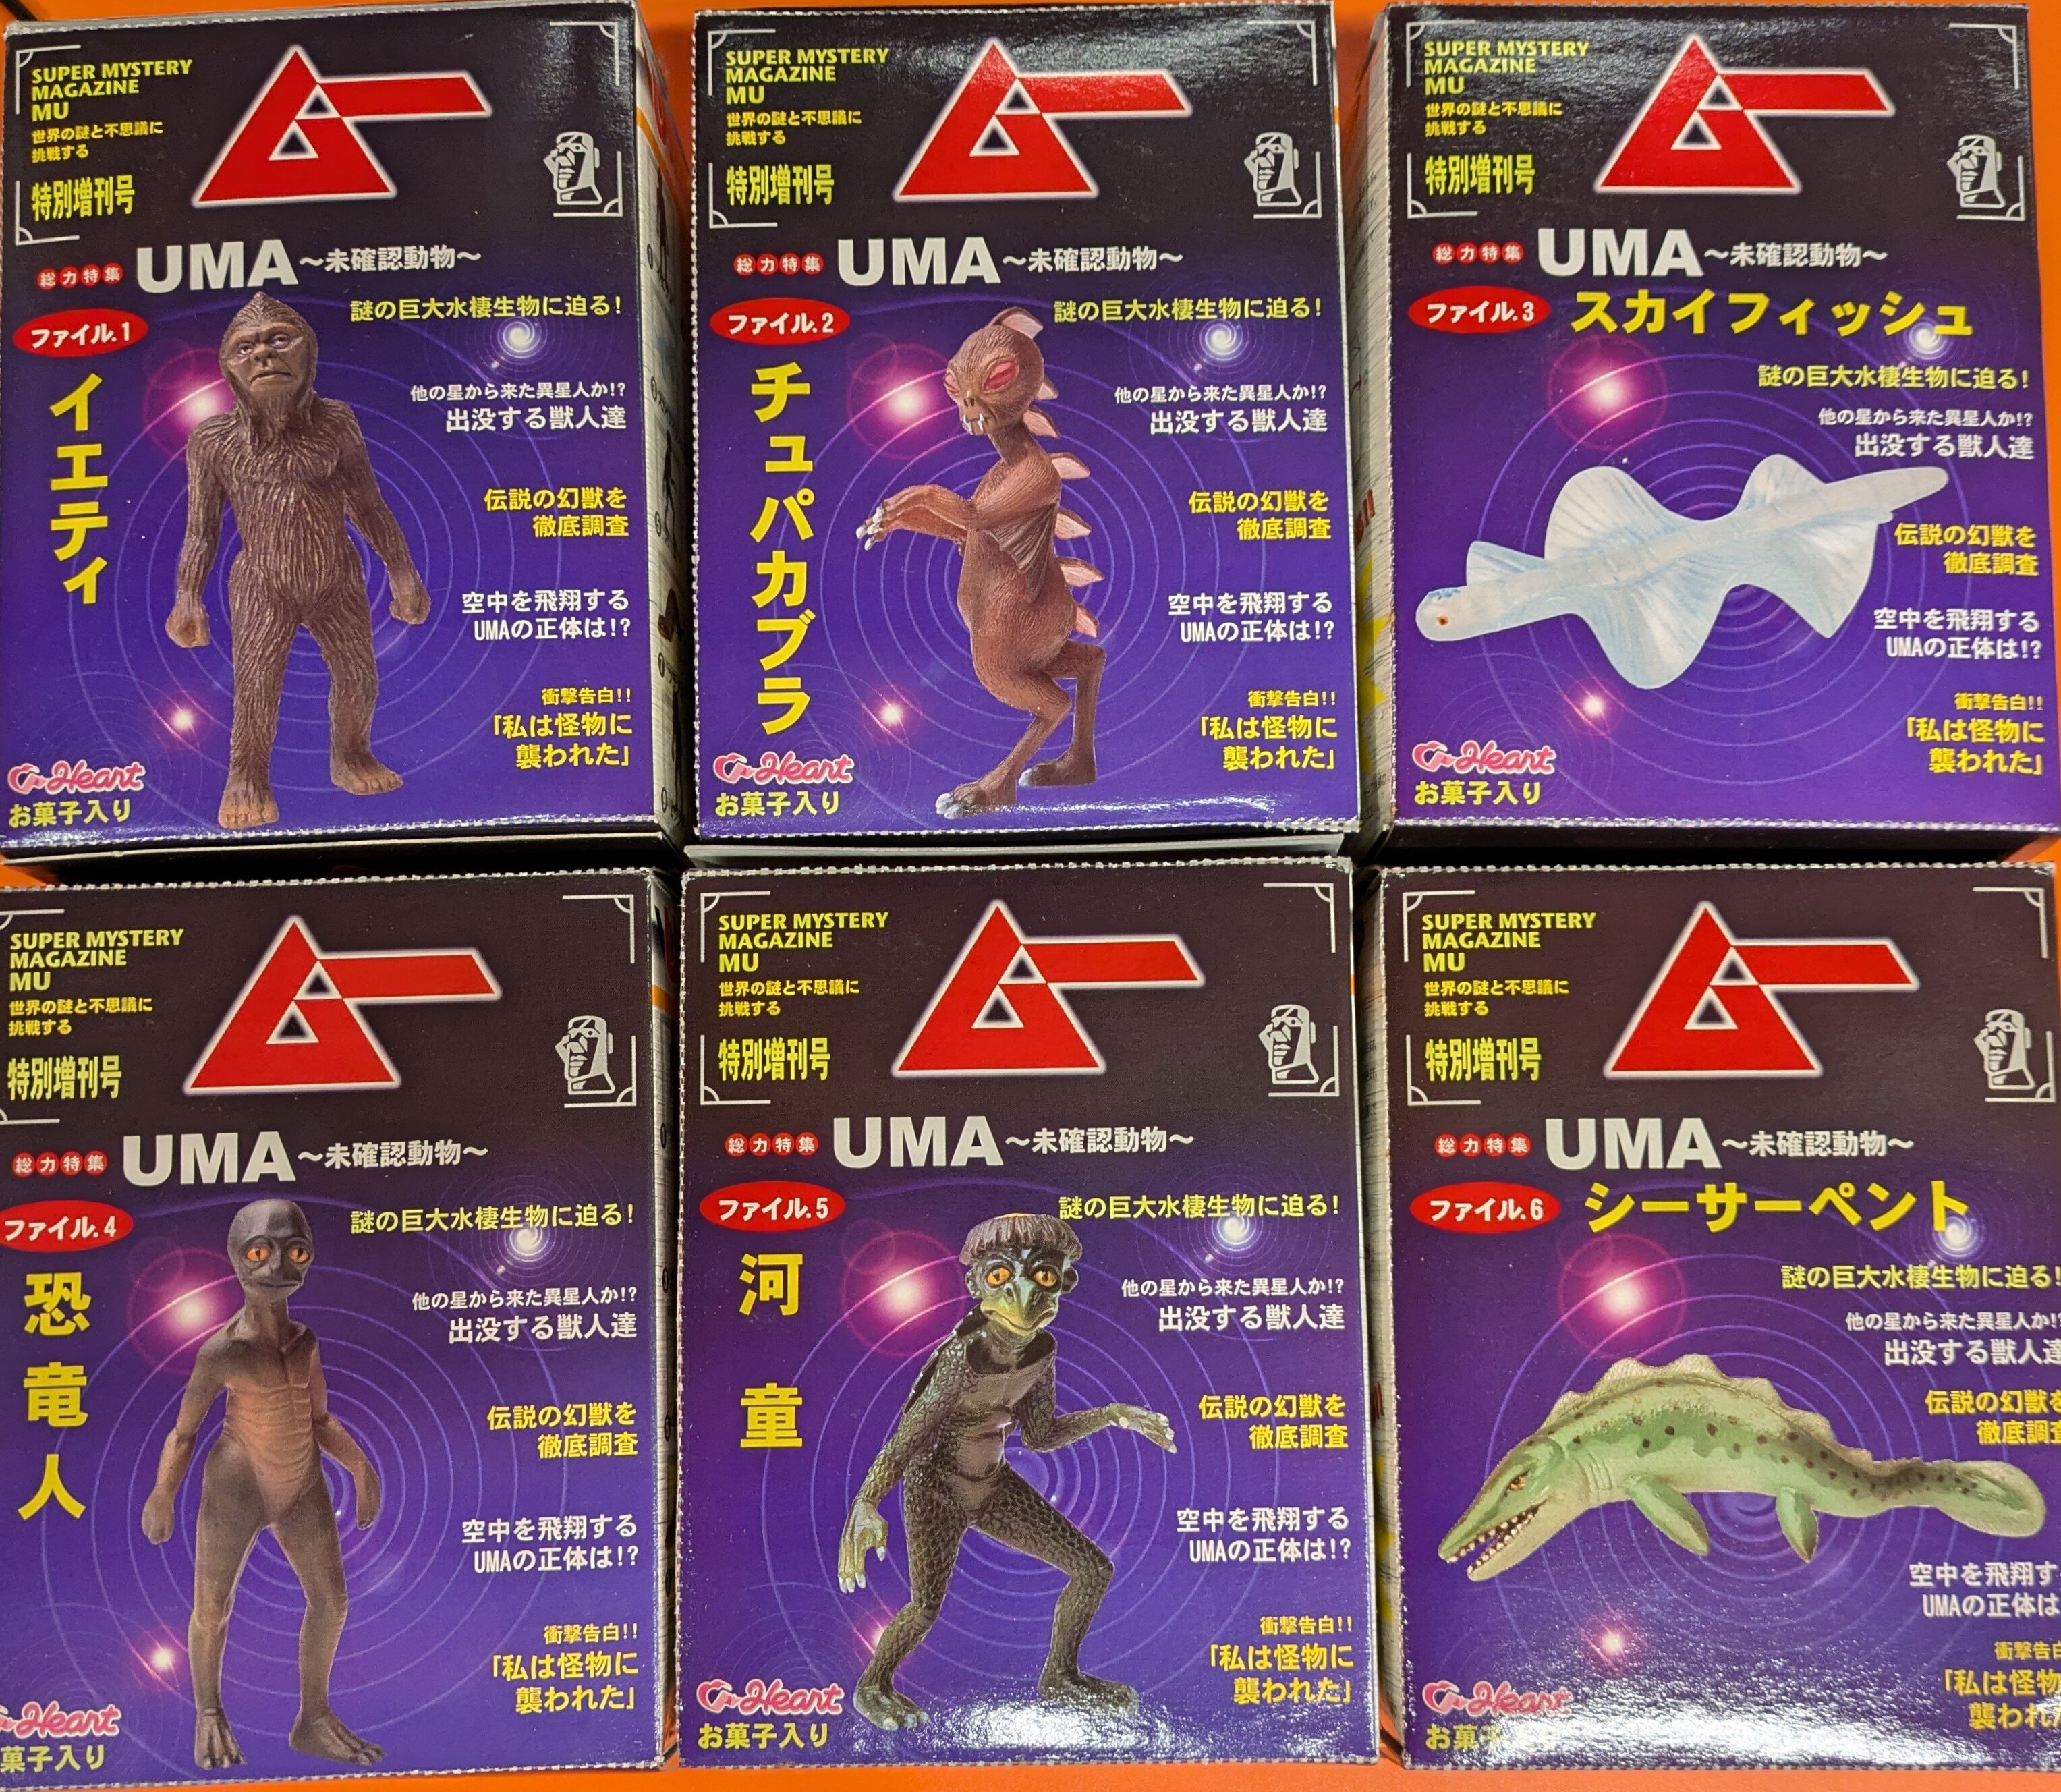 SUPER MYSTERY
MAGAZINE
MU
世界の謎と不思議に
挑戦する
特別増刊号
ムー
総力特集
UMA～未確認動物～
ファイル.1
イエティ
謎の巨大水棲生物に迫る！
他の星から来た異星人か!?
出没する獣人達
伝説の幻獣を
徹底調査
空中を飛翔する
UMAの正体は!?
衝撃告白!!
「私は怪物に
襲われた」
Heart
お菓子入り
SUPER MYSTERY
MAGAZINE
MU
世界の謎と不思議に
挑戦する
特別増刊号
ムー
総力特集
UMA～未確認動物～
ファイル.2
チュパカブラ
謎の巨大水棲生物に迫る！
他の星から来た異星人か!?
出没する獣人達
伝説の幻獣を
徹底調査
空中を飛翔する
UMAの正体は!?
衝撃告白!!
「私は怪物に
襲われた」
Heart
お菓子入り
SUPER MYSTERY
MAGAZINE
MU
世界の謎と不思議に
挑戦する
特別増刊号
ムー
総力特集
UMA～未確認動物～
ファイル.3
スカイフィッシュ
謎の巨大水棲生物に迫る！
他の星から来た異星人か!?
出没する獣人達
伝説の幻獣を
徹底調査
空中を飛翔する
UMAの正体は!?
衝撃告白!!
「私は怪物に
襲われた」
Heart
お菓子入り
SUPER MYSTERY
MAGAZINE
MU
世界の謎と不思議に
挑戦する
特別増刊号
ムー
総力特集
UMA～未確認動物～
ファイル.4
恐竜人
謎の巨大水棲生物に迫る！
他の星から来た異星人か!?
出没する獣人達
伝説の幻獣を
徹底調査
空中を飛翔する
UMAの正体は!?
衝撃告白!!
「私は怪物に
襲われた」
Heart
菓子入り
SUPER MYSTERY
MAGAZINE
MU
世界の謎と不思議に
挑戦する
特別増刊号
ムー
総力特集
UMA～未確認動物～
ファイル.5
河童
謎の巨大水棲生物に迫る！
他の星から来た異星人か!?
出没する獣人達
伝説の幻獣を
徹底調査
空中を飛翔する
UMAの正体は!?
衝撃告白!!
「私は怪物に
襲われた」
Heart
お菓子入り
SUPER MYSTERY
MAGAZINE
MU
世界の謎と不思議に
挑戦する
特別増刊号
ムー
総力特集
UMA～未確認動物～
ファイル.6
シーサーペント
謎の巨大水棲生物に迫る！
他の星から来た異星人か!?
出没する獣人達
伝説の幻獣を
徹底調査
空中を飛翔す
UMAの正体は
衝撃告白
「私は怪物
襲われ
Heart
お菓子入り